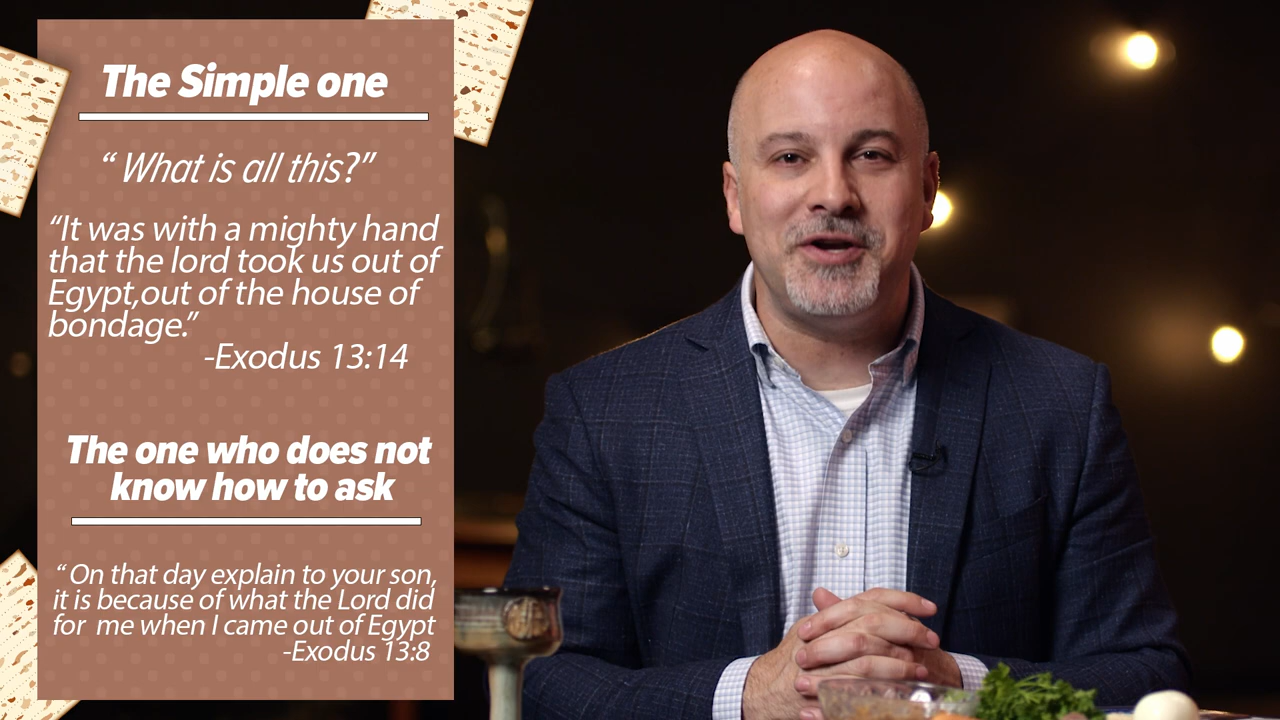 The Simple one
“ What is all this?”
“It was with a mighty hand
that the lord took us out of
Egypt,out of the house of
bondage.”
-Exodus 13:14
The one who does not
know how to ask
“ On that day explain to your son,
it is because of what the Lord did
for  me when I came out of Egypt
-Exodus 13:8